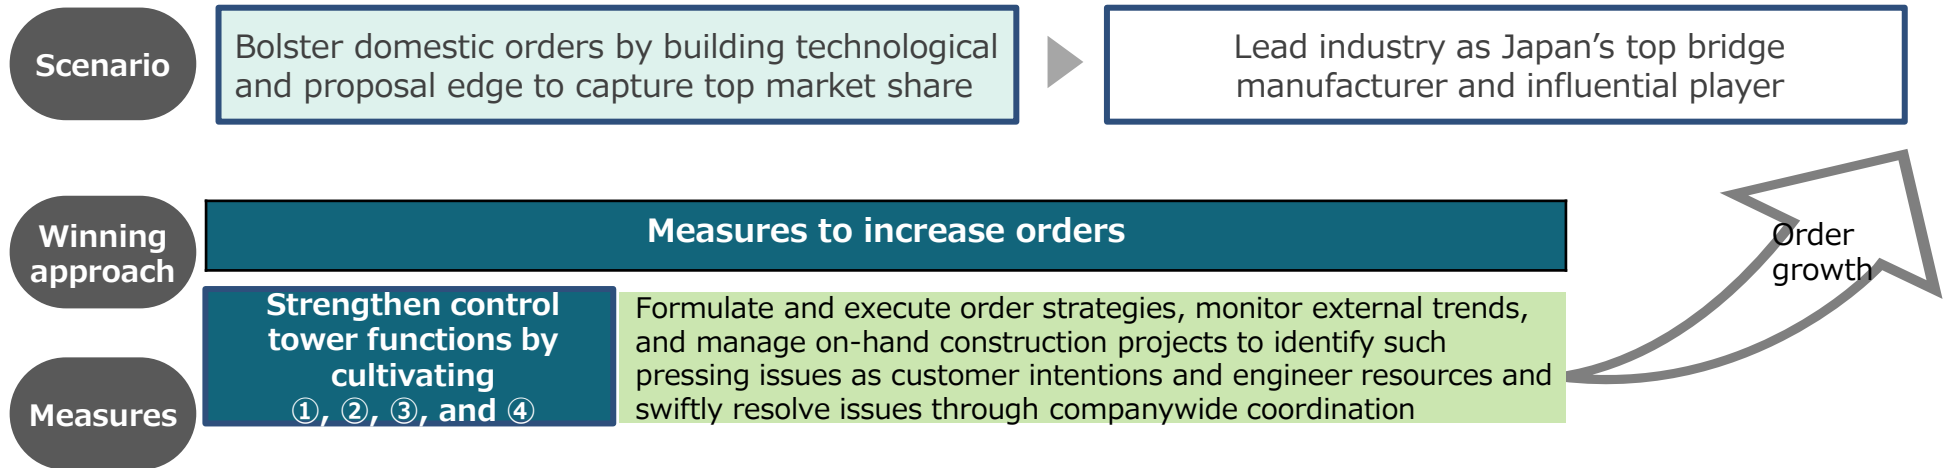 Scenario
Bolster domestic orders by building technological
and proposal edge to capture top market share
Lead industry as Japan’s top bridge
manufacturer and influential player
Winning
approach
Measures to increase orders
Order
growth
Measures
Strengthen control
tower functions by
cultivating
①, ②, ③, and ④
Formulate and execute order strategies, monitor external trends,
and manage on-hand construction projects to identify such
pressing issues as customer intentions and engineer resources and
swiftly resolve issues through companywide coordination